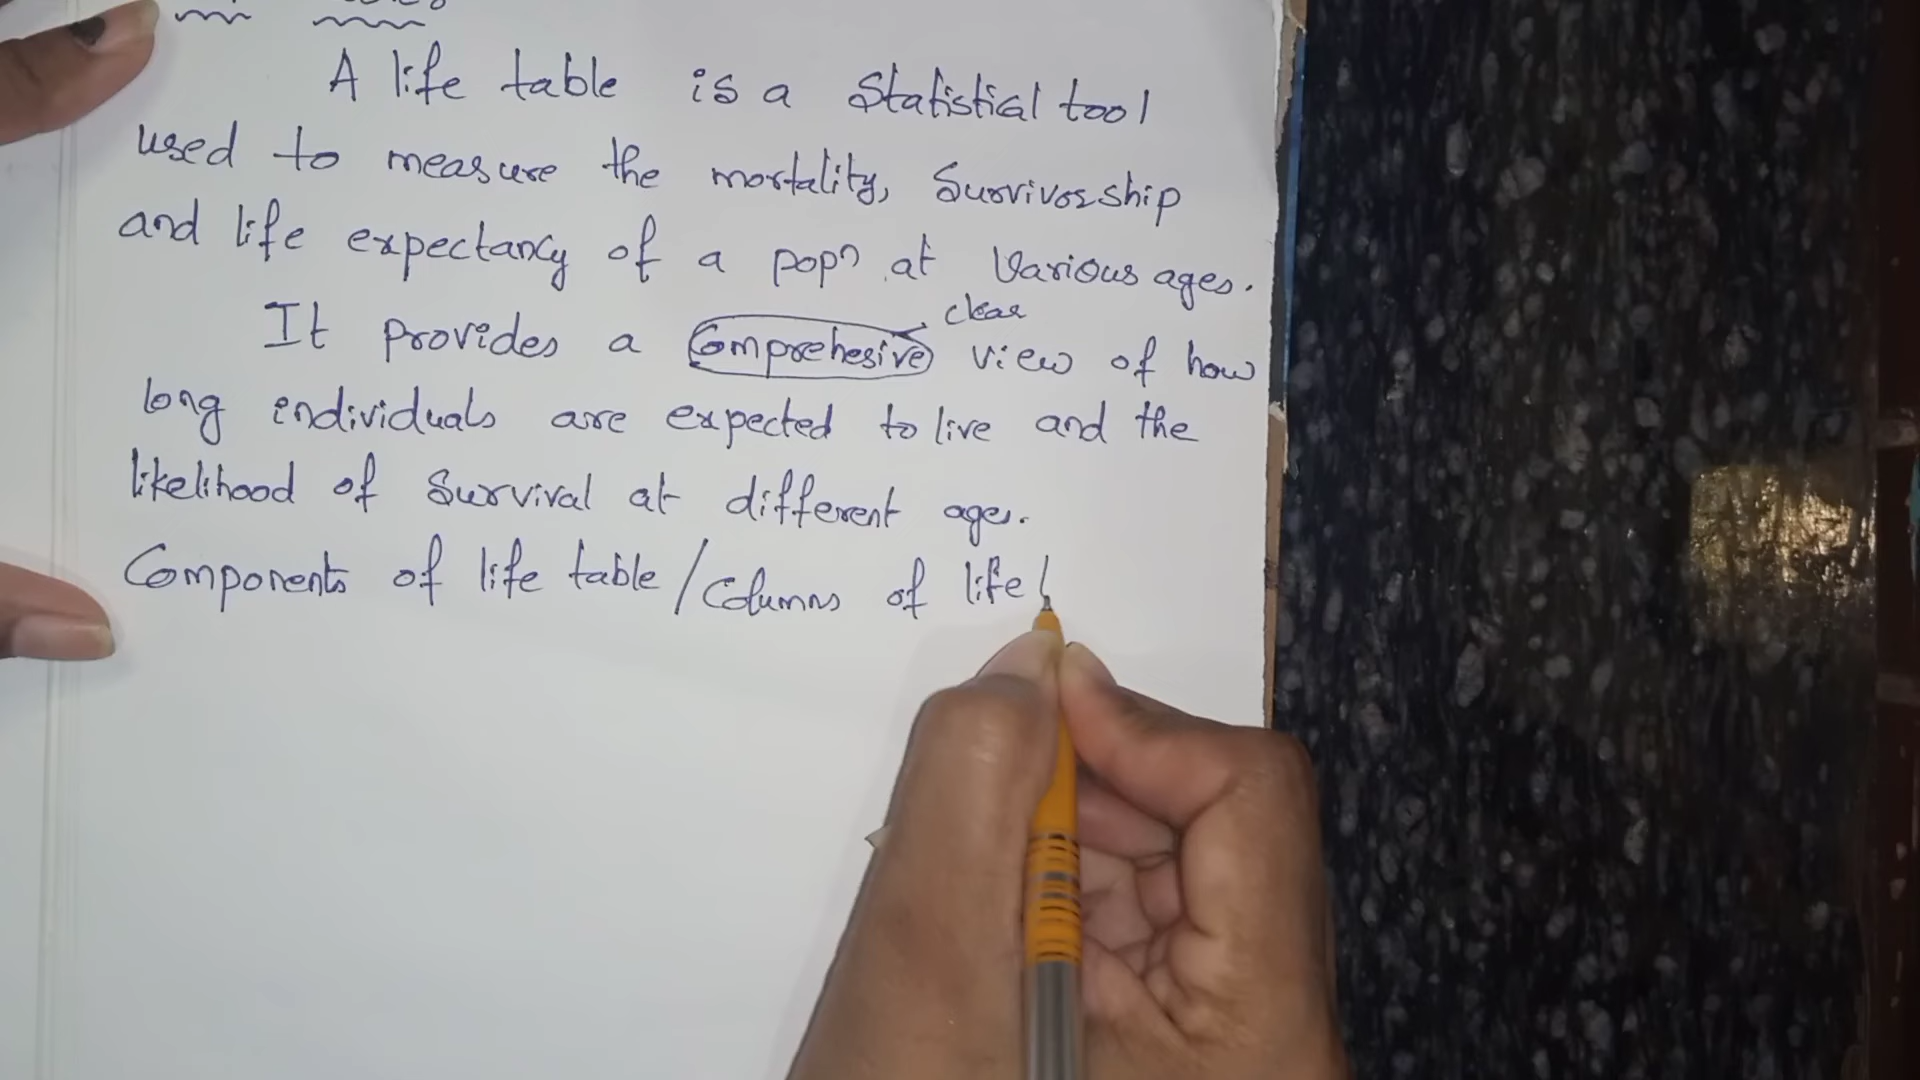 A life table is a Statistial tool
used to measure the mortality, Survivorship
and life expectancy of a popn at Various ages.
clear
It provides a Comprehesive view of how
long individuals are expected to live and the
likelihood of Survival at different ages.
Components of life table / Columns of life